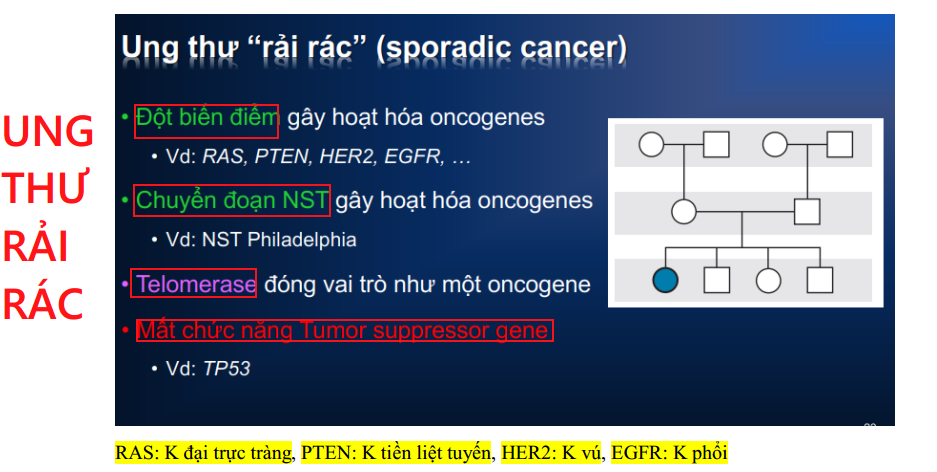 UNG
THƯ
RẢI
RÁC
Ung thư “rải rác” (sporadic cancer)
• Đột biến điểm gây hoạt hóa oncogenes
• Vd: RAS, PTEN, HER2, EGFR, …
• Chuyển đoạn NST gây hoạt hóa oncogenes
• Vd: NST Philadelphia
• Telomerase đóng vai trò như một oncogene
• Mất chức năng Tumor suppressor gene
• Vd: TP53
RAS: K đại trực tràng, PTEN: K tiền liệt tuyến, HER2: K vú, EGFR: K phổi